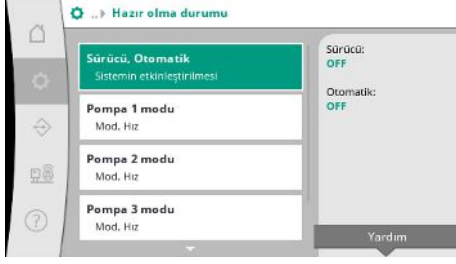 ..▸ Hazır olma durumu
Sürücü, Otomatik
Sistemin etkinleştirilmesi
Pompa 1 modu
Mod, Hız
Pompa 2 modu
Mod, Hız
Pompa 3 modu
Mod, Hız
Sürücü:
OFF
Otomatik:
OFF
?
Yardım